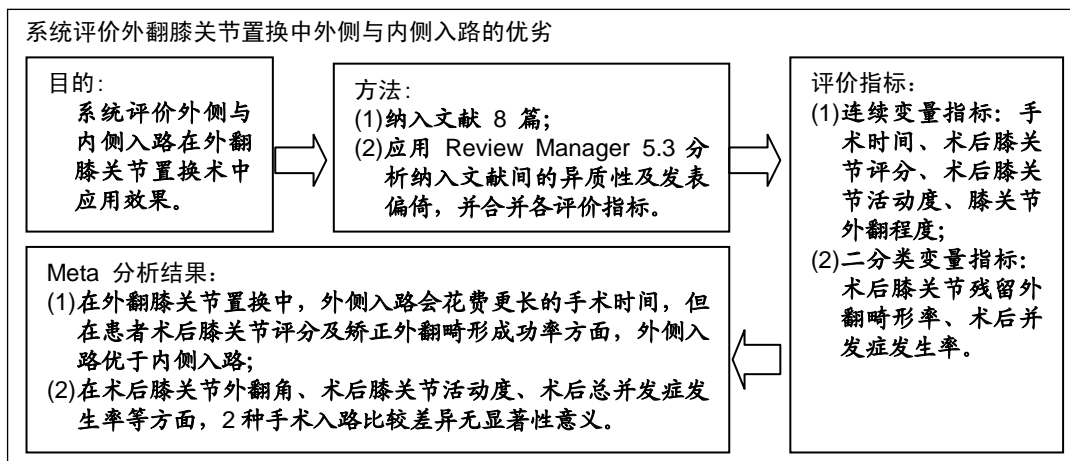 系统评价外翻膝关节置换中外侧与内侧入路的优劣
目的：
系统评价外侧与
内侧入路在外翻
膝关节置换术中
应用效果。
方法：
(1)纳入文献 8 篇；
(2)应用 Review Manager 5.3 分
析纳入文献间的异质性及发表
偏倚，并合并各评价指标。
评价指标：
(1)连续变量指标：手
术时间、术后膝关
节评分、术后膝关
节活动度、膝关节
外翻程度；
(2)二分类变量指标：
术后膝关节残留外
翻畸形率、术后并
发症发生率。
Meta 分析结果：
(1)在外翻膝关节置换中，外侧入路会花费更长的手术时间，但
在患者术后膝关节评分及矫正外翻畸形成功率方面，外侧入
路优于内侧入路；
(2)在术后膝关节外翻角、术后膝关节活动度、术后总并发症发
生率等方面，2 种手术入路比较差异无显著性意义。